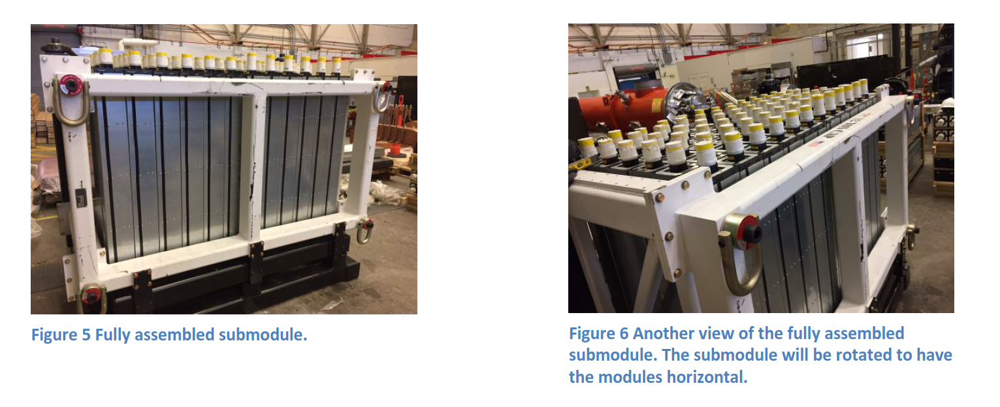 Figure 5 Fully assembled submodule.
Figure 6 Another view of the fully assembled
submodule. The submodule will be rotated to have
the modules horizontal.